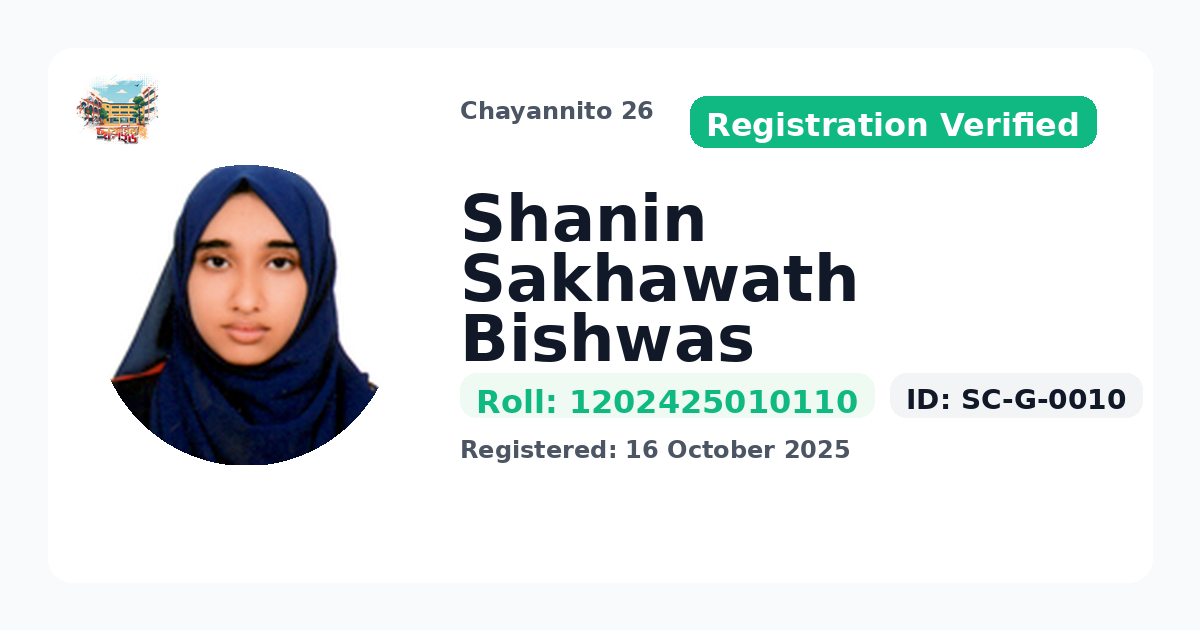 Chayannito 26
Registration Verified
Shanin
Sakhawath
Bishwas
Roll: 1202425010110
ID: SC-G-0010
Registered: 16 October 2025